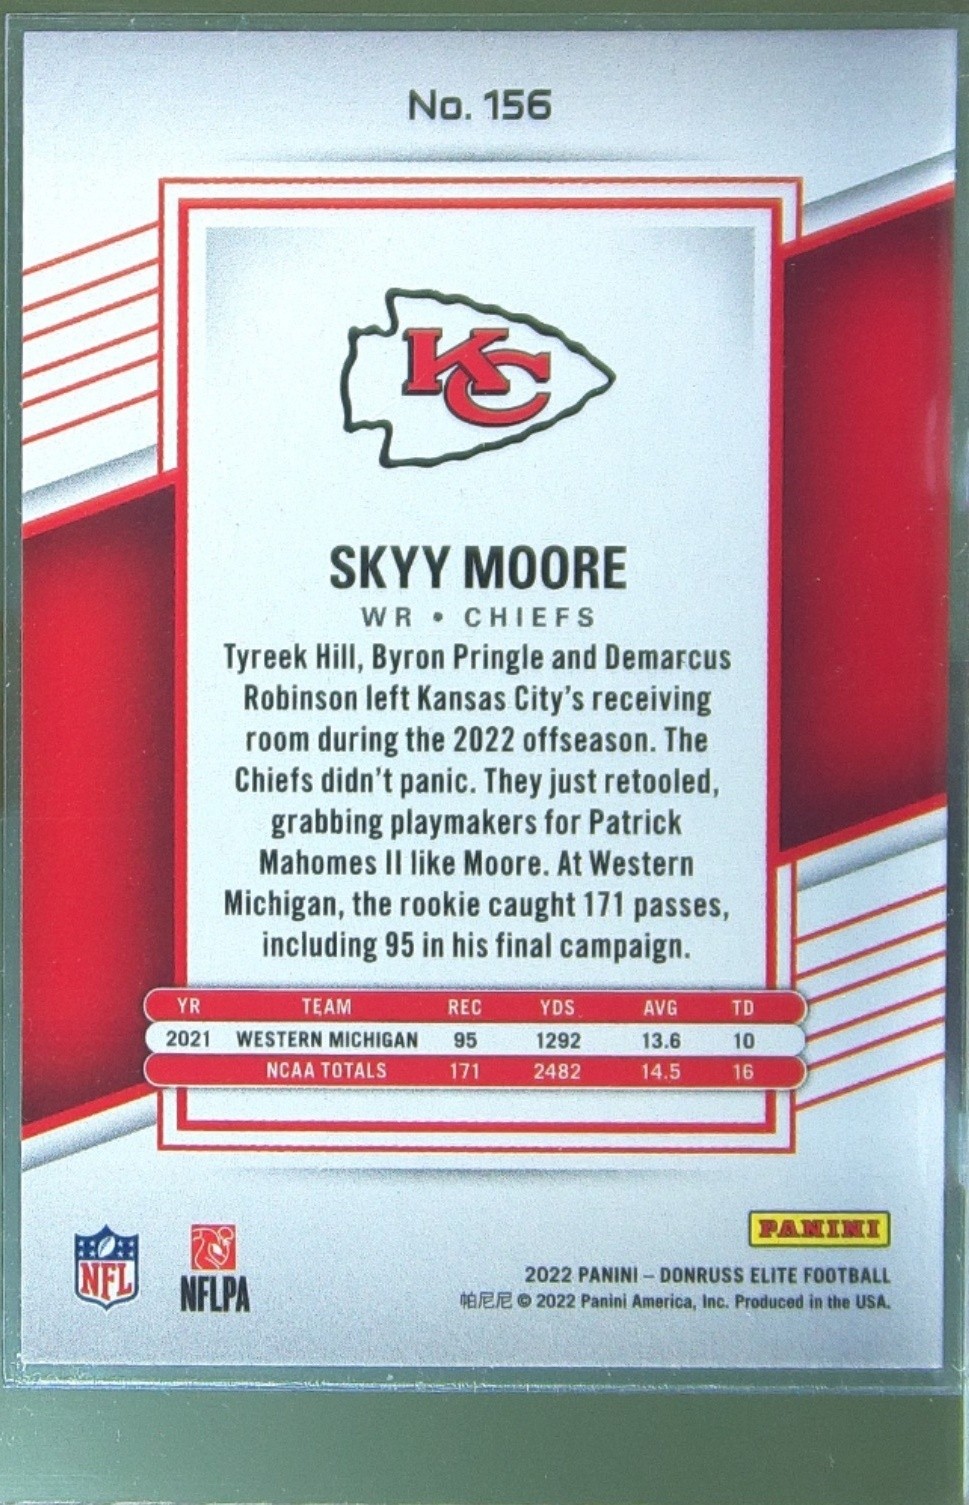 No. 156
KC
SKYY MOORE
WR • CHIEFS
Tyreek Hill, Byron Pringle and Demarcus
Robinson left Kansas City's receiving
room during the 2022 offseason. The
Chiefs didn't panic. They just retooled,
grabbing playmakers for Patrick
Mahomes II like Moore. At Western
Michigan, the rookie caught 171 passes,
including 95 in his final campaign.
YR TEAM REC YDS AVG TD
2021 WESTERN MICHIGAN 95 1292 13.6 10
NCAA TOTALS 171 2482 14.5 16
NFL
NFLPA
PANINI
2022 PANINI – DONRUSS ELITE FOOTBALL
帕尼尼 © 2022 Panini America, Inc. Produced in the USA.